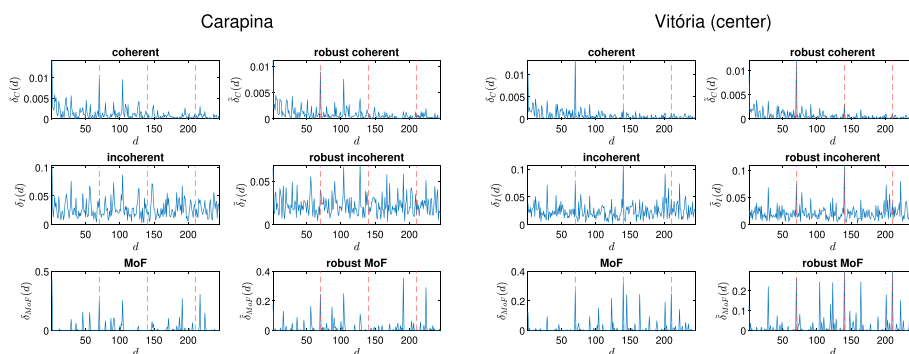 Carapina
Vitória (center)
coherent
robust coherent
coherent
robust coherent
0.01
0.005
0
δ_C(d)
50 100 150 200
d
0.01
0.005
0
δ̃_C(d)
50 100 150 200
d
0.01
0.005
0
δ_C(d)
50 100 150 200
d
0.01
0.005
0
δ̃_C(d)
50 100 150 200
d
incoherent
robust incoherent
incoherent
robust incoherent
0.1
0.05
0
δ_I(d)
50 100 150 200
d
0.05
0
δ̃_I(d)
50 100 150 200
d
0.1
0.05
0
δ_I(d)
50 100 150 200
d
0.1
0.05
0
δ̃_I(d)
50 100 150 200
d
MoF
robust MoF
MoF
robust MoF
0.5
0
δ_MoF(d)
50 100 150 200
d
0.4
0.2
0
δ̃_MoF(d)
50 100 150 200
d
0.4
0.2
0
δ_MoF(d)
50 100 150 200
d
0.2
0.1
0
δ̃_MoF(d)
50 100 150 200
d